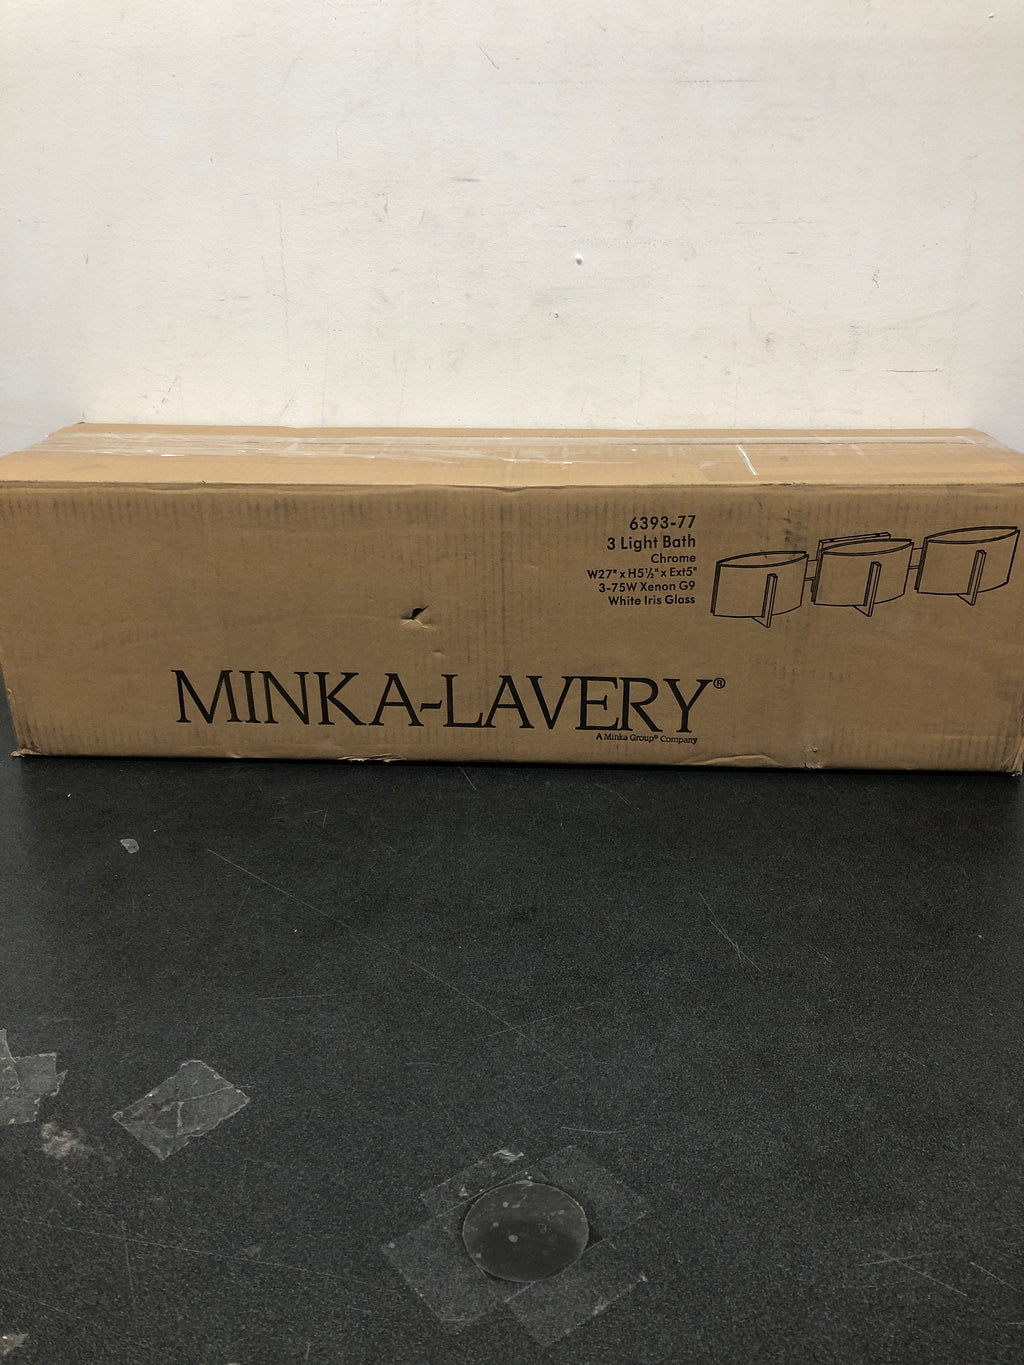 6393-77
3 Light Bath
Chrome
W27" x H5½" x Ext5"
3-75W Xenon G9
White Iris Glass
MINKA-LAVERY®
A Minka Group® Company